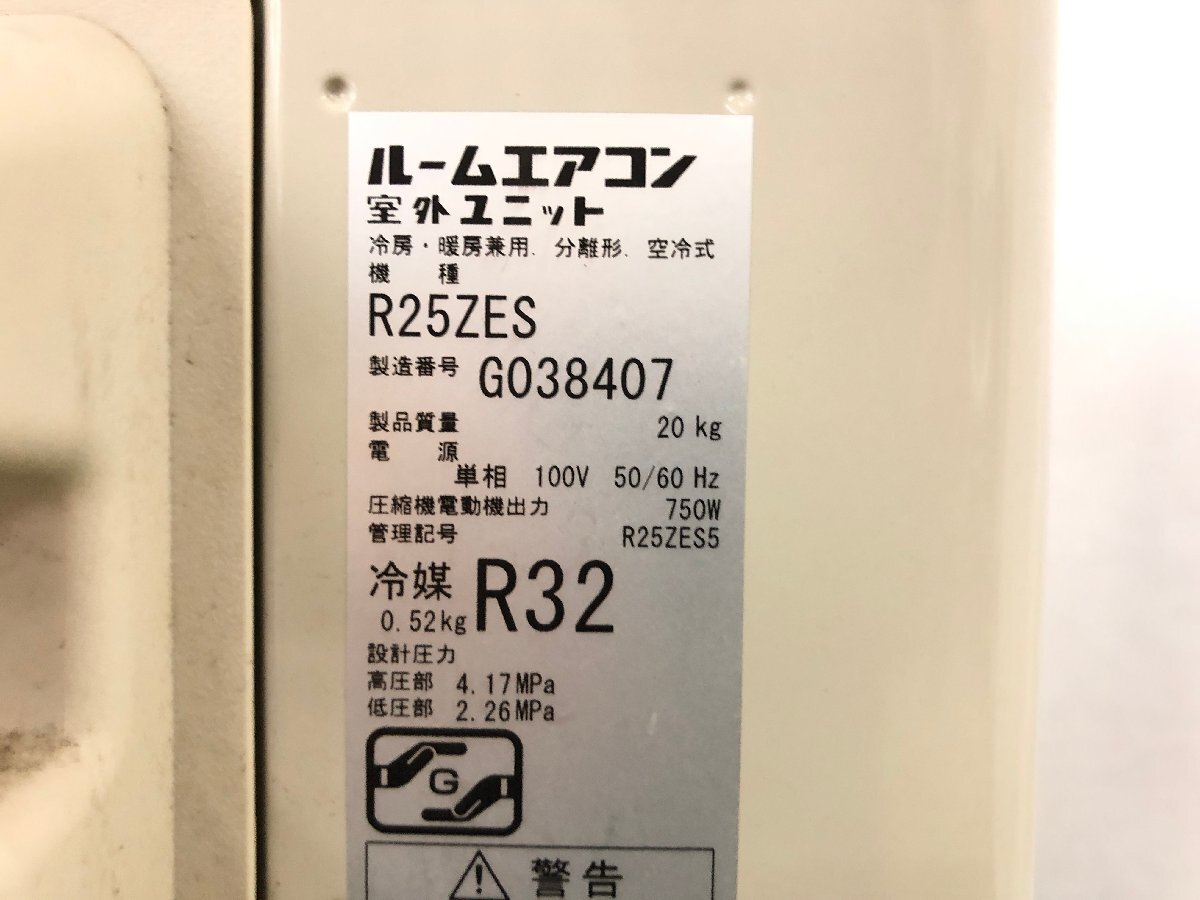 ルームエアコン
室外ユニット
冷房・暖房兼用、分離形、空冷式
機 種
R25ZES
製造番号 G038407
製品質量 20 kg
電 源
単相 100V 50/60 Hz
圧縮機電動機出力 750W
管理記号 R25ZES5
冷媒 R32
0.52kg
設計圧力
高圧部 4.17MPa
低圧部 2.26MPa
G
警告